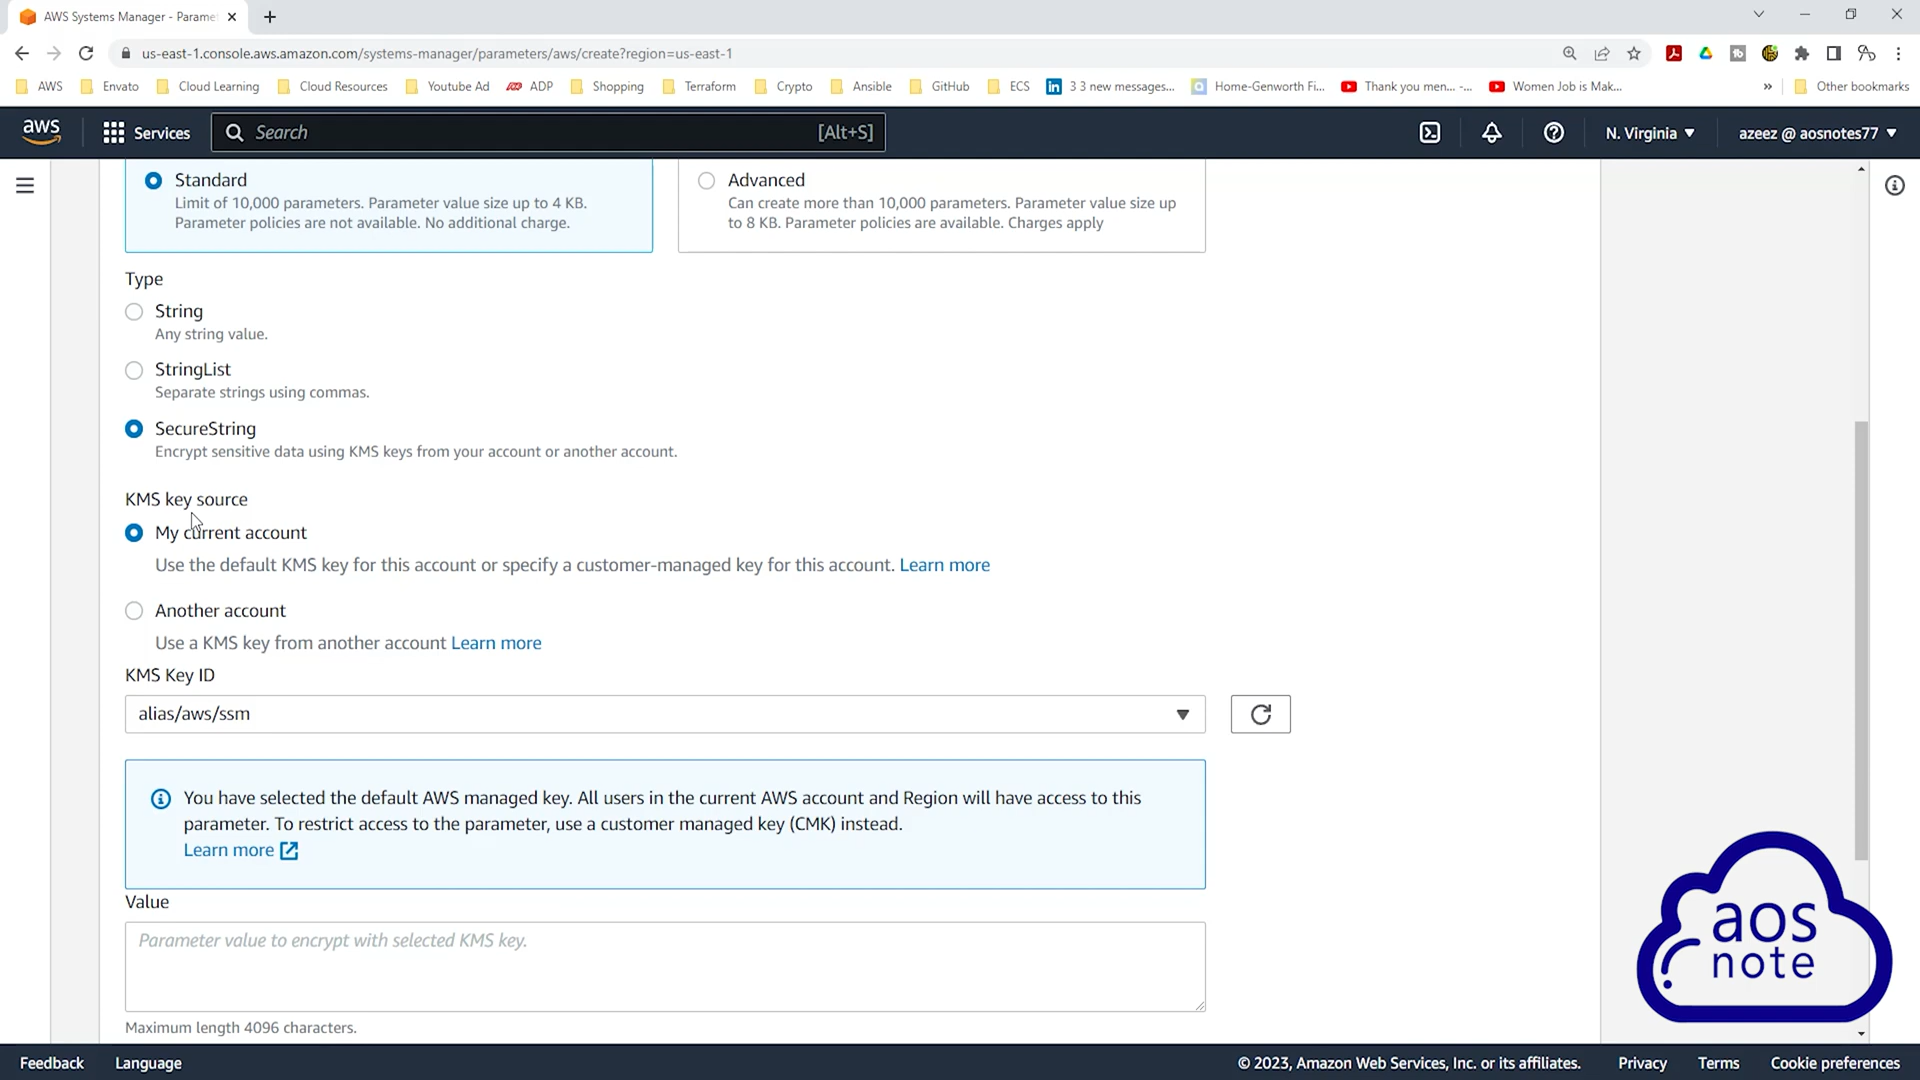 AWS Systems Manager - Parame
us-east-1.console.aws.amazon.com/systems-manager/parameters/aws/create?region=us-east-1
AWS Envato Cloud Learning Cloud Resources Youtube Ad ADP Shopping Terraform Crypto Ansible GitHub ECS 3 3 new messages... Home-Genworth Fi... Thank you men... -... Women Job is Mak... » Other bookmarks
aws Services Search [Alt+S] N. Virginia azeez @ aosnotes77
Standard
Limit of 10,000 parameters. Parameter value size up to 4 KB.
Parameter policies are not available. No additional charge.
Advanced
Can create more than 10,000 parameters. Parameter value size up
to 8 KB. Parameter policies are available. Charges apply
Type
String
Any string value.
StringList
Separate strings using commas.
SecureString
Encrypt sensitive data using KMS keys from your account or another account.
KMS key source
My current account
Use the default KMS key for this account or specify a customer-managed key for this account. Learn more
Another account
Use a KMS key from another account Learn more
KMS Key ID
alias/aws/ssm
You have selected the default AWS managed key. All users in the current AWS account and Region will have access to this
parameter. To restrict access to the parameter, use a customer managed key (CMK) instead.
Learn more
Value
Parameter value to encrypt with selected KMS key.
Maximum length 4096 characters.
aos
note
Feedback Language © 2023, Amazon Web Services, Inc. or its affiliates. Privacy Terms Cookie preferences